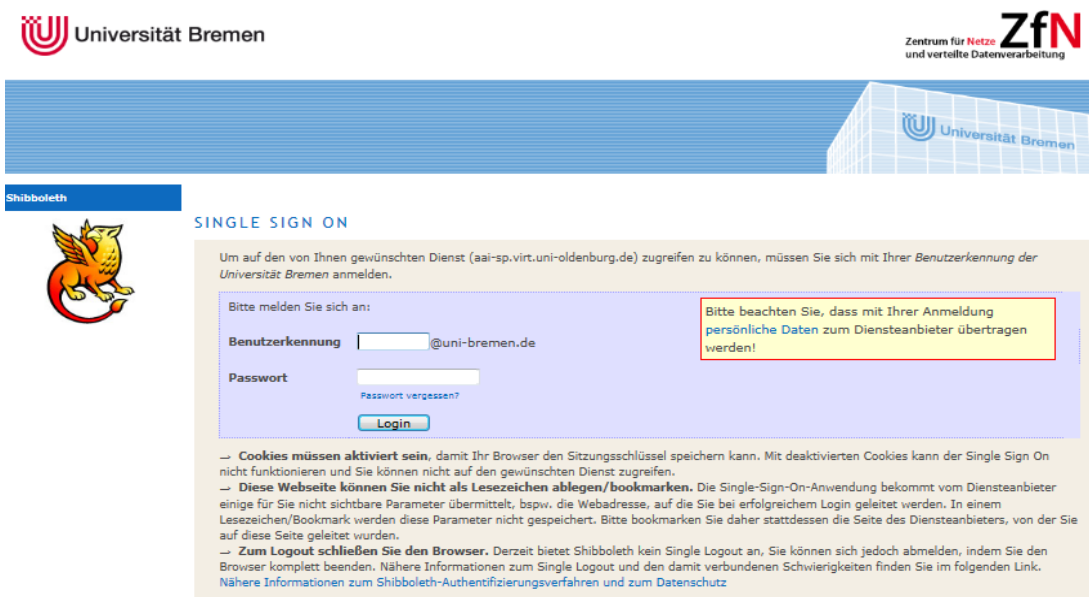 Universität Bremen
Zentrum für Netze ZfN
und verteilte Datenverarbeitung
Universität Bremen
Shibboleth
SINGLE SIGN ON
Um auf den von Ihnen gewünschten Dienst (aai-sp.virt.uni-oldenburg.de) zugreifen zu können, müssen Sie sich mit Ihrer Benutzerkennung der
Universität Bremen anmelden.
Bitte melden Sie sich an:
Bitte beachten Sie, dass mit Ihrer Anmeldung
persönliche Daten zum Diensteanbieter übertragen
werden!
Benutzerkennung @uni-bremen.de
Passwort
Passwort vergessen?
Login
→ Cookies müssen aktiviert sein, damit Ihr Browser den Sitzungsschlüssel speichern kann. Mit deaktivierten Cookies kann der Single Sign On
nicht funktionieren und Sie können nicht auf den gewünschten Dienst zugreifen.
→ Diese Webseite können Sie nicht als Lesezeichen ablegen/bookmarken. Die Single-Sign-On-Anwendung bekommt vom Diensteanbieter
einige für Sie nicht sichtbare Parameter übermittelt, bspw. die Webadresse, auf die Sie bei erfolgreichem Login geleitet werden. In einem
Lesezeichen/Bookmark werden diese Parameter nicht gespeichert. Bitte bookmarken Sie daher stattdessen die Seite des Diensteanbieters, von der Sie
auf diese Seite geleitet wurden.
→ Zum Logout schließen Sie den Browser. Derzeit bietet Shibboleth kein Single Logout an, Sie können sich jedoch abmelden, indem Sie den
Browser komplett beenden. Nähere Informationen zum Single Logout und den damit verbundenen Schwierigkeiten finden Sie im folgenden Link.
Nähere Informationen zum Shibboleth-Authentifizierungsverfahren und zum Datenschutz